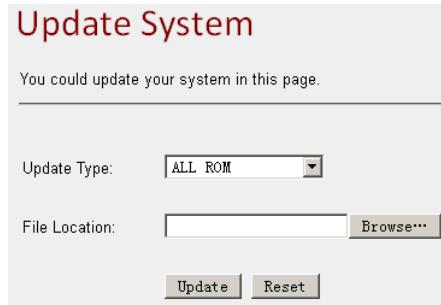 Update System
You could update your system in this page.
Update Type: ALL ROM
File Location: Browse…
Update Reset